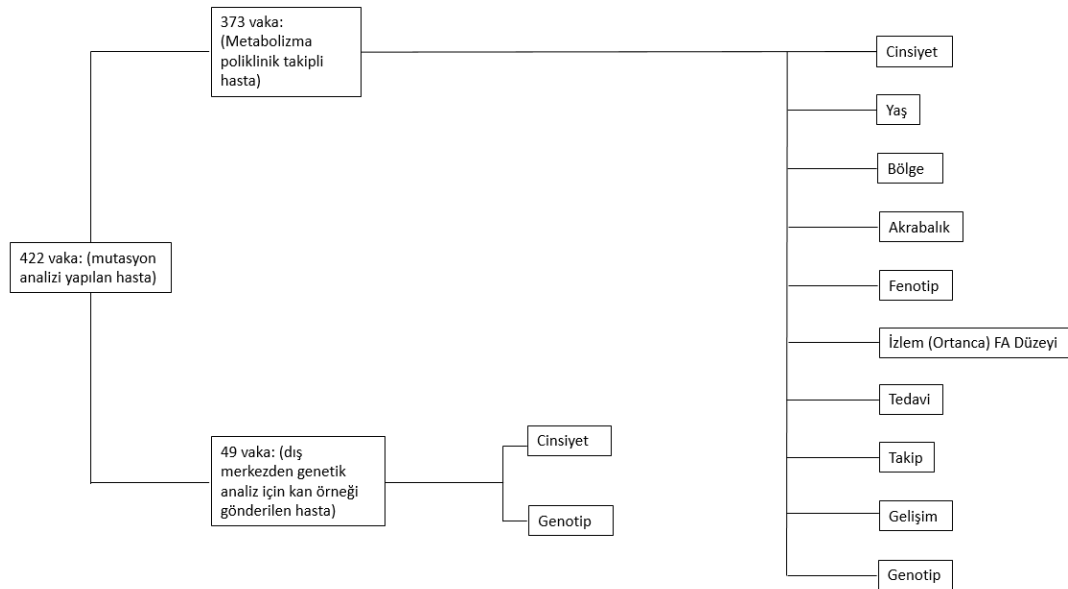 373 vaka:
(Metabolizma
poliklinik takipli
hasta)
Cinsiyet
Yaş
Bölge
Akrabalık
422 vaka: (mutasyon
analizi yapılan hasta)
Fenotip
İzlem (Ortanca) FA Düzeyi
Tedavi
49 vaka: (dış
merkezden genetik
analiz için kan örneği
gönderilen hasta)
Cinsiyet
Genotip
Takip
Gelişim
Genotip